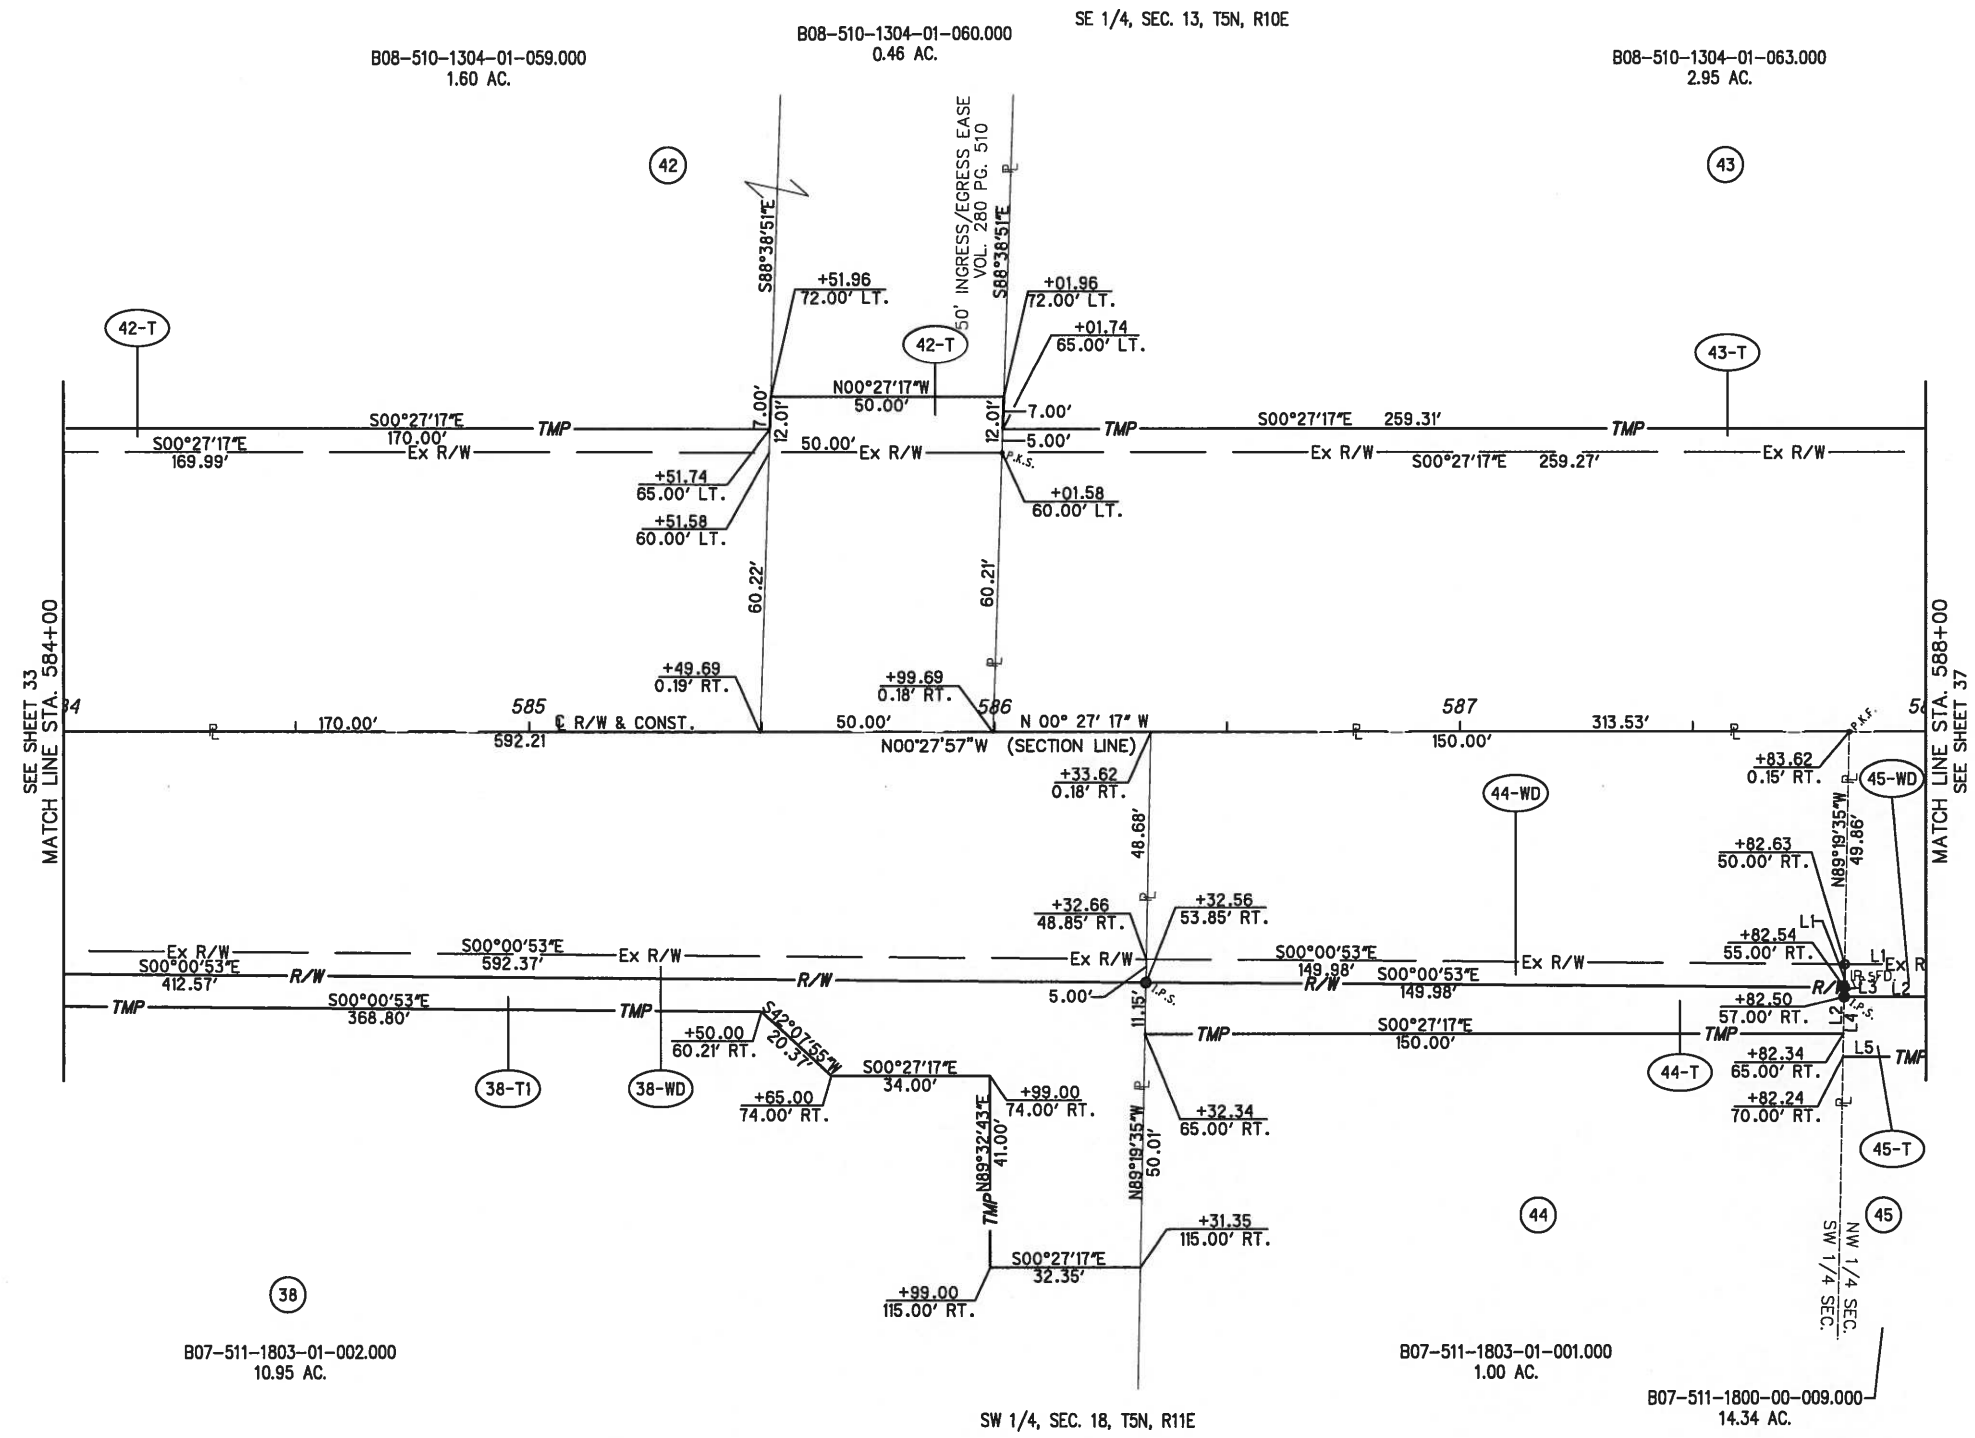 SE 1/4, SEC. 13, T5N, R10E
B08-510-1304-01-059.000
1.60 AC.
B08-510-1304-01-060.000
0.46 AC.
B08-510-1304-01-063.000
2.95 AC.
42
43
50' INGRESS/EGRESS EASE
VOL. 280 PG. 510
S88°38'51"E
S88°38'51"E
+51.96
72.00' LT.
+01.96
72.00' LT.
+01.74
65.00' LT.
42-T
42-T
43-T
N00°27'17"W
50.00'
7.00'
12.01'
12.01'
7.00'
5.00'
S00°27'17"E
170.00'
TMP
TMP
S00°27'17"E 259.31'
TMP
S00°27'17"E
169.99'
Ex R/W
50.00'
Ex R/W
P.K.S.
Ex R/W
S00°27'17"E 259.27'
Ex R/W
+51.74
65.00' LT.
+51.58
60.00' LT.
+01.58
60.00' LT.
60.22'
60.21'
SEE SHEET 33
MATCH LINE STA. 584+00
MATCH LINE STA. 588+00
SEE SHEET 37
+49.69
0.19' RT.
+99.69
0.18' RT.
84
585
586
587
58
170.00'
℄ R/W & CONST.
50.00'
N 00° 27' 17" W
313.53'
P.K.F.
592.21
N00°27'57"W (SECTION LINE)
150.00'
+33.62
0.18' RT.
+83.62
0.15' RT.
44-WD
45-WD
48.68'
N89°19'35"W
49.86'
+82.63
50.00' RT.
+32.66
48.85' RT.
+32.56
53.85' RT.
L1
+82.54
55.00' RT.
Ex R/W
S00°00'53"E
592.37'
Ex R/W
Ex R/W
S00°00'53"E
149.98'
Ex R/W
L1
Ex R
S00°00'53"E
412.57'
R/W
R/W
5.00'
I.P.S.
R/W
S00°00'53"E
149.98'
R/W
L3
L2
I.P.S.
TMP
S00°00'53"E
368.80'
TMP
+82.50
57.00' RT.
L2
L4
S42°07'55"W
20.37'
+50.00
60.21' RT.
11.15'
TMP
S00°27'17"E
150.00'
TMP
L5
TMP
38-T1
38-WD
S00°27'17"E
34.00'
44-T
+82.34
65.00' RT.
+65.00
74.00' RT.
+99.00
74.00' RT.
+32.34
65.00' RT.
+82.24
70.00' RT.
45-T
N89°32'43"E
41.00'
TMP
N89°19'35"W
50.01'
44
45
+31.35
115.00' RT.
NW 1/4 SEC.
SW 1/4 SEC.
S00°27'17"E
32.35'
+99.00
115.00' RT.
38
B07-511-1803-01-002.000
10.95 AC.
B07-511-1803-01-001.000
1.00 AC.
B07-511-1800-00-009.000
14.34 AC.
SW 1/4, SEC. 18, T5N, R11E